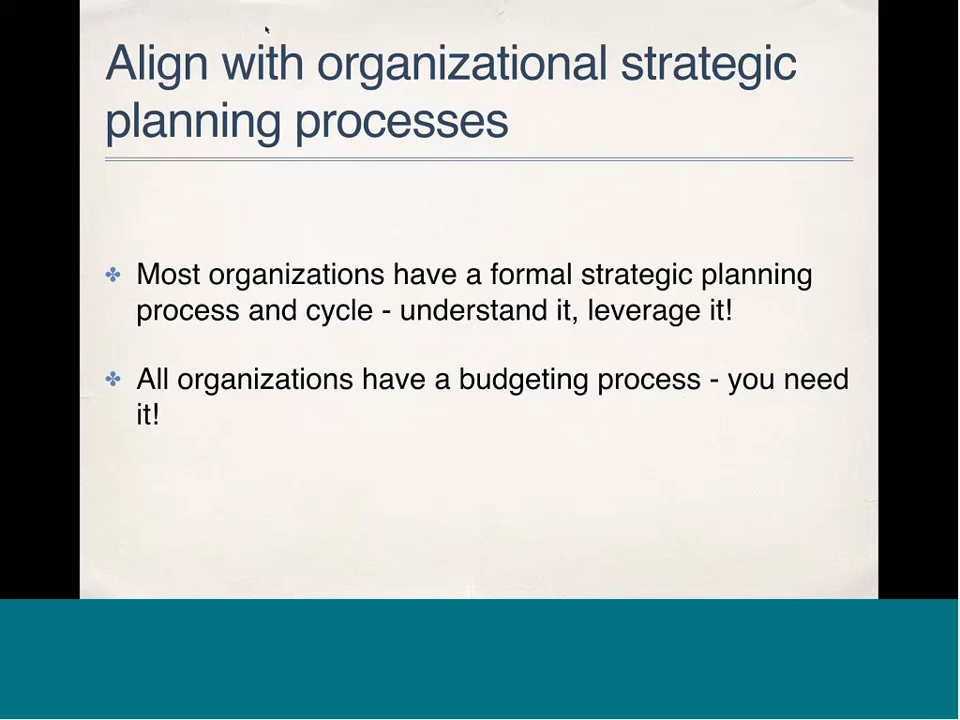 Align with organizational strategic
planning processes
Most organizations have a formal strategic planning
process and cycle - understand it, leverage it!
All organizations have a budgeting process - you need
it!